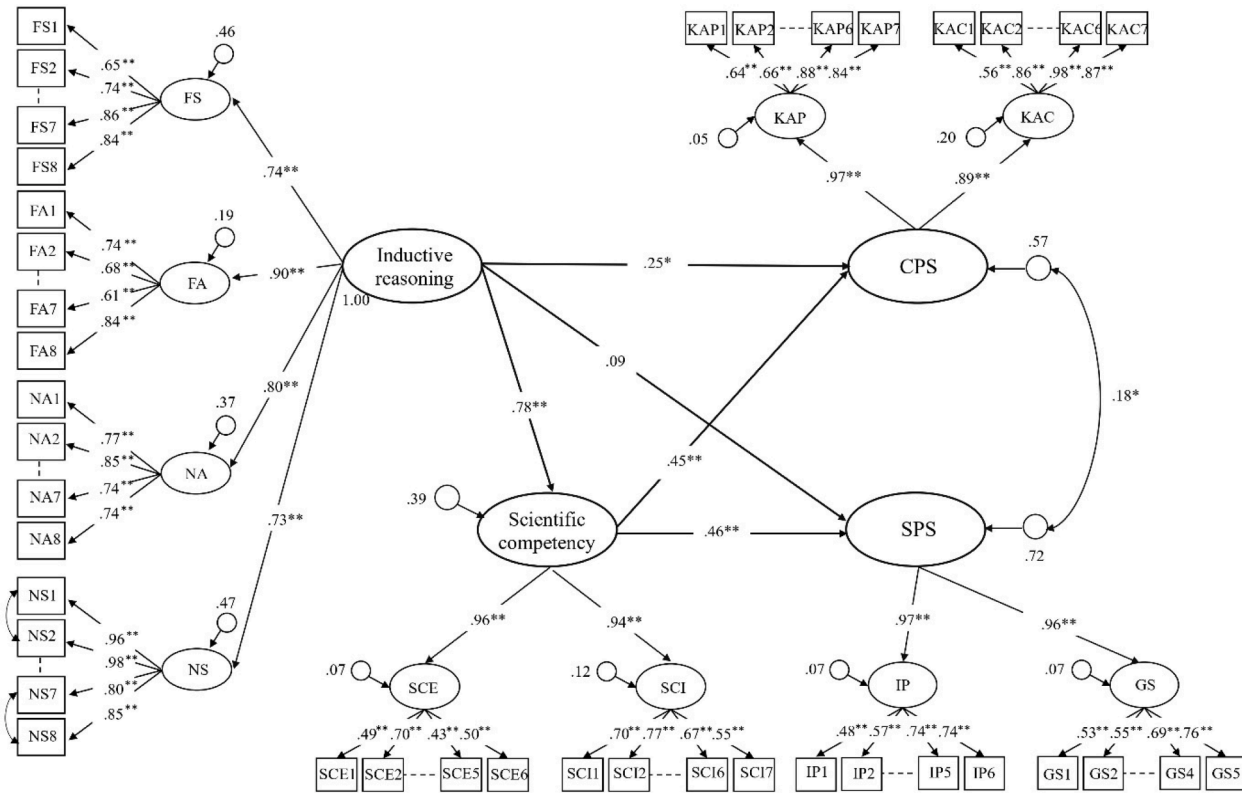 FS1
FS2
FS7
FS8
.65**
.74**
.86**
.84**
.46
FS
.74**
FA1
FA2
FA7
FA8
.74**
.68**
.61**
.84**
.19
FA
.90**
NA1
NA2
NA7
NA8
.77**
.85**
.74**
.74**
.37
NA
.80**
NS1
NS2
NS7
NS8
.96**
.98**
.80**
.85**
.47
NS
.73**
Inductive
reasoning
1.00
.25*
.09
.78**
.45**
.46**
KAP1 KAP2 KAP6 KAP7
.64** .66** .88** .84**
.05
KAP
.97**
KAC1 KAC2 KAC6 KAC7
.56** .86** .98** .87**
.20
KAC
.89**
CPS
.57
.18*
SPS
.72
.39
Scientific
competency
.96**
.94**
.07
SCE
.49** .70** .43** .50**
SCE1 SCE2 SCE5 SCE6
.12
SCI
.70** .77** .67** .55**
SCI1 SCI2 SCI6 SCI7
.97**
.96**
.07
IP
.48** .57** .74** .74**
IP1 IP2 IP5 IP6
.07
GS
.53** .55** .69** .76**
GS1 GS2 GS4 GS5